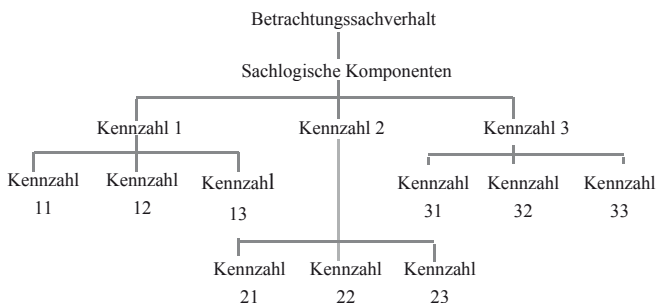 Betrachtungssachverhalt
Sachlogische Komponenten
Kennzahl 1
Kennzahl 2
Kennzahl 3
Kennzahl
11
Kennzahl
12
Kennzahl
13
Kennzahl
31
Kennzahl
32
Kennzahl
33
Kennzahl
21
Kennzahl
22
Kennzahl
23